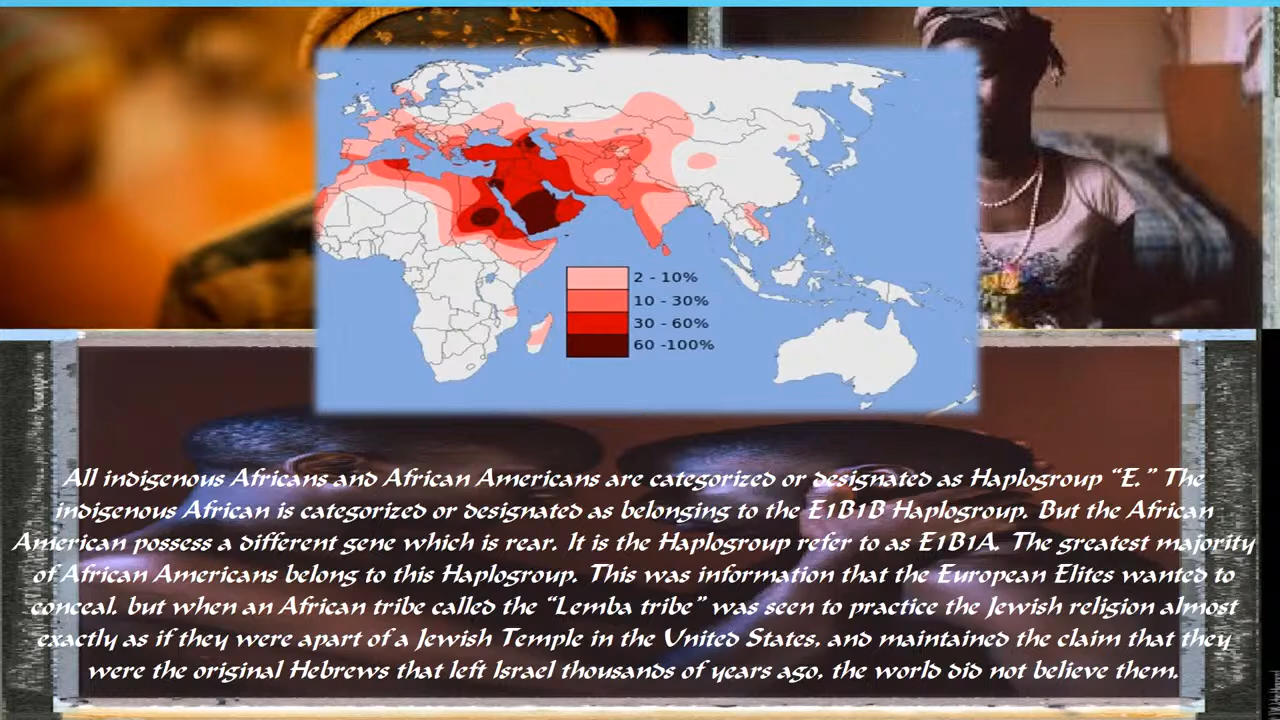 2 - 10%
10 - 30%
30 - 60%
60 -100%
All indigenous Africans and African Americans are categorized or designated as Haplogroup “E.” The
indigenous African is categorized or designated as belonging to the E1B1B Haplogroup. But the African
American possess a different gene which is rear. It is the Haplogroup refer to as E1B1A. The greatest majority
of African Americans belong to this Haplogroup. This was information that the European Elites wanted to
conceal, but when an African tribe called the “Lemba tribe” was seen to practice the Jewish religion almost
exactly as if they were apart of a Jewish Temple in the United States, and maintained the claim that they
were the original Hebrews that left Israel thousands of years ago, the world did not believe them.